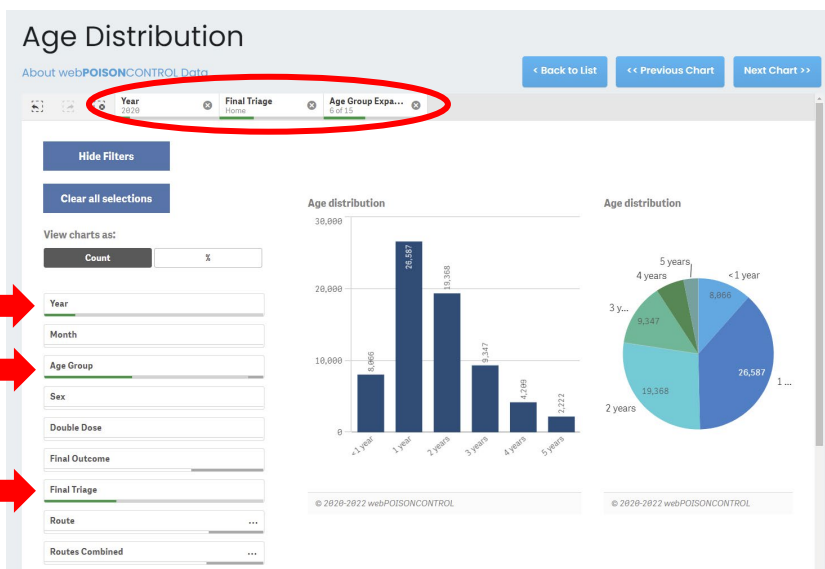 Age Distribution
About webPOISONCONTROL Data
< Back to List
<< Previous Chart
Next Chart >>
Year
2020
Final Triage
Home
Age Group Expa...
6 of 15
Hide Filters
Clear all selections
View charts as:
Count
%
Year
Month
Age Group
Sex
Double Dose
Final Outcome
Final Triage
Route
...
Routes Combined
...
Age distribution
30,000
20,000
10,000
0
8,066
26,587
19,368
9,347
4,209
2,222
<1 year
1 year
2 years
3 years
4 years
5 years
© 2020-2022 webPOISONCONTROL
Age distribution
5 years
4 years
<1 year
3 y...
8,066
9,347
26,587
1 ...
19,368
2 years
© 2020-2022 webPOISONCONTROL